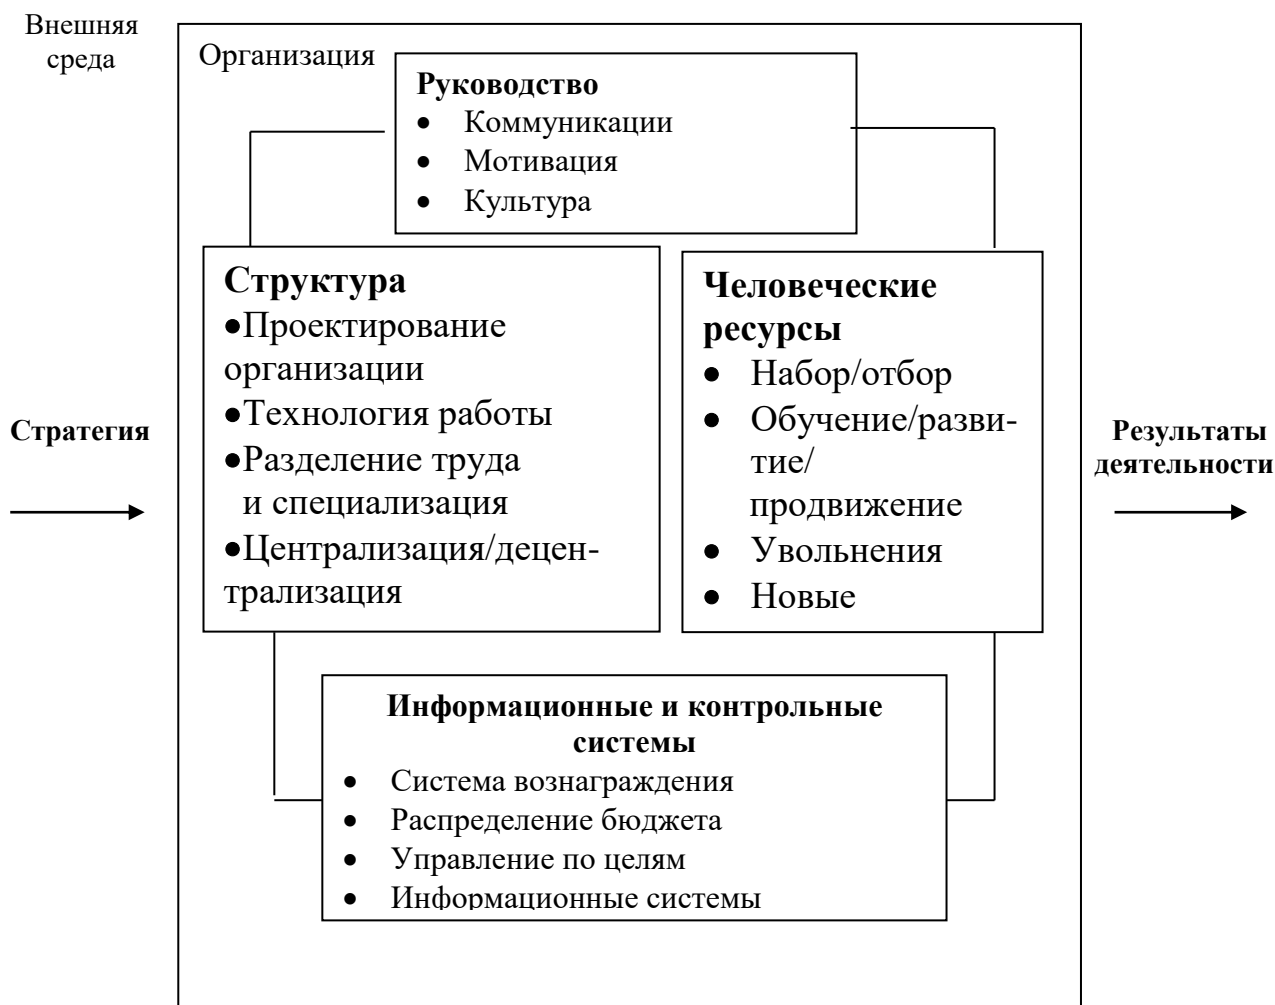 Внешняя
среда
Организация
Руководство
• Коммуникации
• Мотивация
• Культура
Структура
•Проектирование
организации
•Технология работы
•Разделение труда
и специализация
•Централизация/децен-
трализация
Человеческие
ресурсы
• Набор/отбор
• Обучение/разви-
тие/
продвижение
• Увольнения
• Новые
Стратегия
Результаты
деятельности
Информационные и контрольные
системы
• Система вознаграждения
• Распределение бюджета
• Управление по целям
• Информационные системы